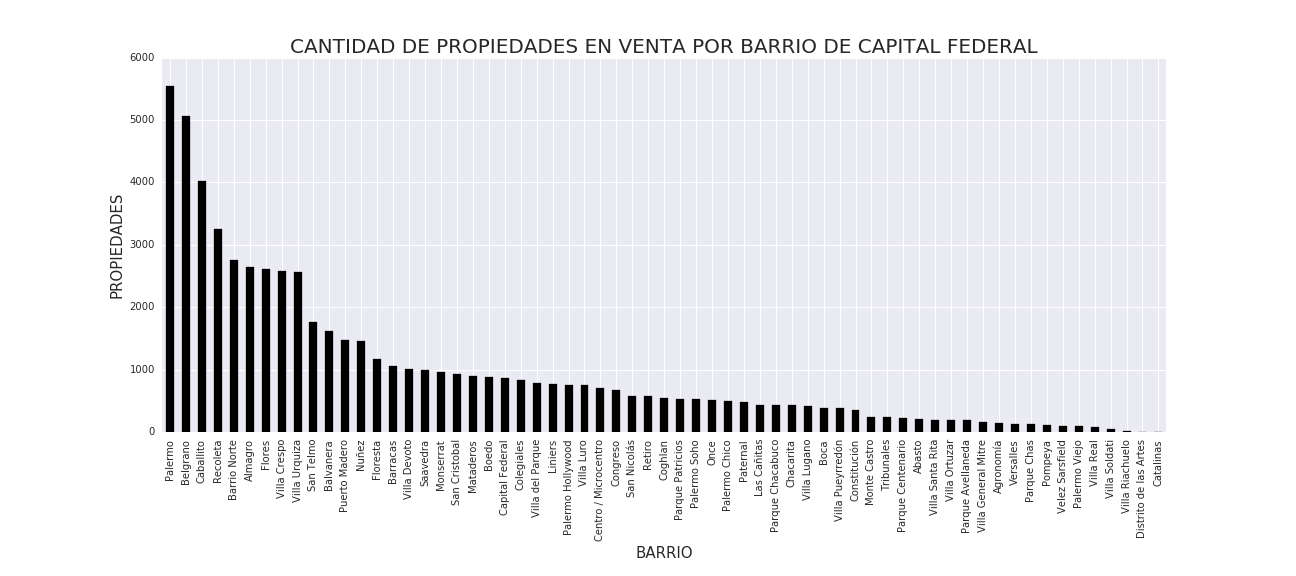 CANTIDAD DE PROPIEDADES EN VENTA POR BARRIO DE CAPITAL FEDERAL
6000
5000
4000
3000
2000
1000
0
PROPIEDADES
Palermo
Belgrano
Caballito
Recoleta
Barrio Norte
Almagro
Flores
Villa Crespo
Villa Urquiza
San Telmo
Balvanera
Puerto Madero
Nuñez
Floresta
Barracas
Villa Devoto
Saavedra
Monserrat
San Cristobal
Mataderos
Boedo
Capital Federal
Colegiales
Villa del Parque
Liniers
Palermo Hollywood
Villa Luro
Centro / Microcentro
Congreso
San Nicolás
Retiro
Coghlan
Parque Patricios
Palermo Soho
Once
Palermo Chico
Paternal
Las Cañitas
Parque Chacabuco
Chacarita
Villa Lugano
Boca
Villa Pueyrredón
Constitución
Monte Castro
Tribunales
Parque Centenario
Abasto
Villa Santa Rita
Villa Ortuzar
Parque Avellaneda
Villa General Mitre
Agronomía
Versalles
Parque Chas
Pompeya
Velez Sarsfield
Palermo Viejo
Villa Real
Villa Soldati
Villa Riachuelo
Distrito de las Artes
Catalinas
BARRIO